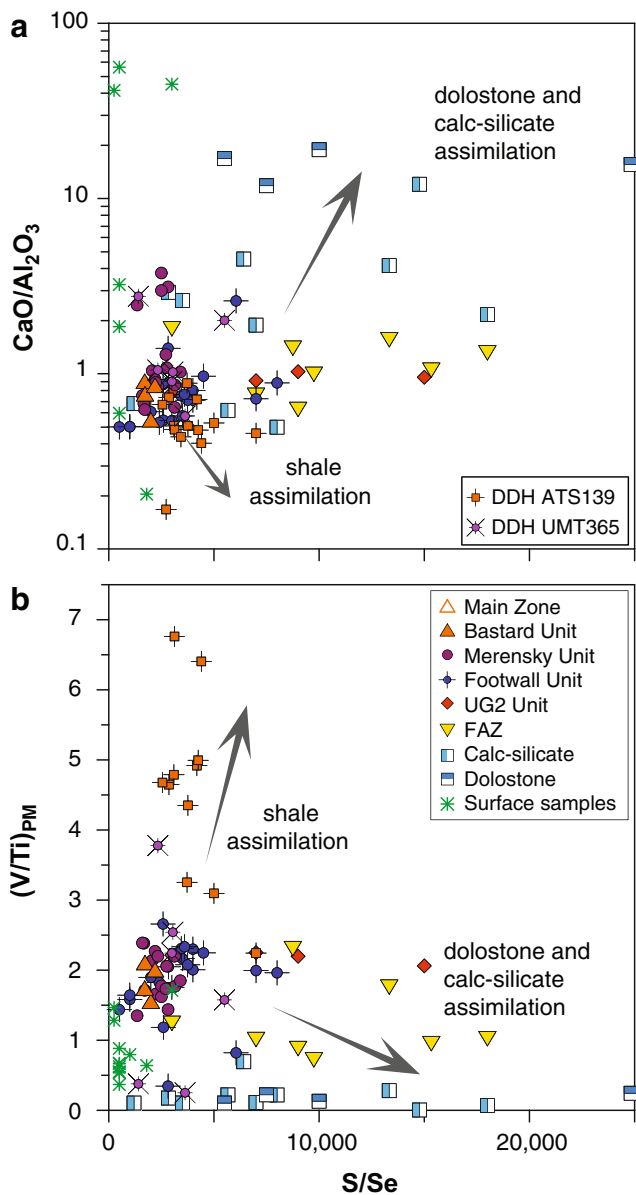 a
100
10
1
0.1
CaO/Al₂O₃
dolostone and
calc-silicate
assimilation
shale
assimilation
DDH ATS139
DDH UMT365
b
7
6
5
4
3
2
1
0
(V/Ti)PM
Main Zone
Bastard Unit
Merensky Unit
Footwall Unit
UG2 Unit
FAZ
Calc-silicate
Dolostone
Surface samples
shale
assimilation
dolostone and
calc-silicate
assimilation
0 10,000 20,000
S/Se